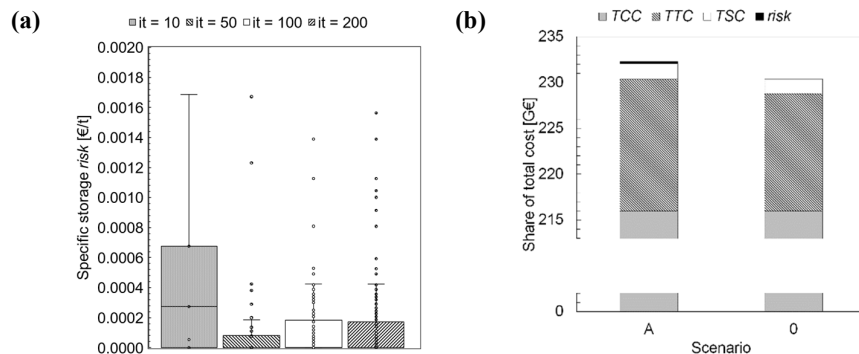 (a)
it = 10 it = 50 it = 100 it = 200
Specific storage risk [€/t]
0.0020
0.0018
0.0016
0.0014
0.0012
0.0010
0.0008
0.0006
0.0004
0.0002
0.0000
(b)
TCC TTC TSC risk
Share of total cost [G€]
235
230
225
220
215
0
A 0
Scenario